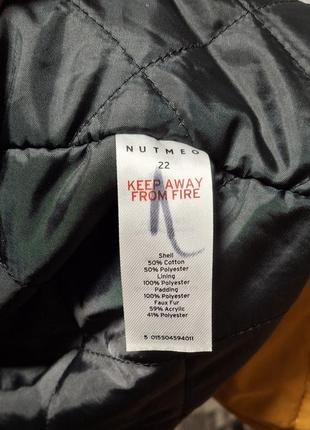 NUTMEG
22
KEEP AWAY
FROM FIRE
Shell
50% Cotton
50% Polyester
Lining
100% Polyester
Padding
100% Polyester
Faux Fur
59% Acrylic
41% Polyester
5 015504594011